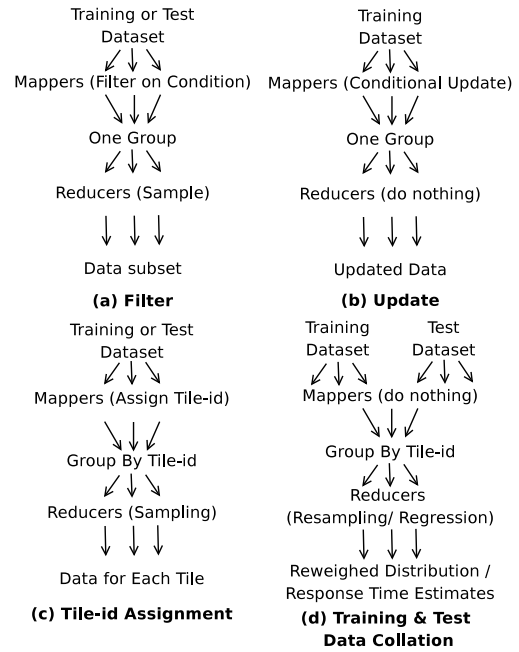 Training or Test
Dataset
Mappers (Filter on Condition)
One Group
Reducers (Sample)
Data subset
(a) Filter
Training
Dataset
Mappers (Conditional Update)
One Group
Reducers (do nothing)
Updated Data
(b) Update
Training or Test
Dataset
Mappers (Assign Tile-id)
Group By Tile-id
Reducers (Sampling)
Data for Each Tile
(c) Tile-id Assignment
Training
Dataset
Test
Dataset
Mappers (do nothing)
Group By Tile-id
Reducers
(Resampling/ Regression)
Reweighed Distribution /
Response Time Estimates
(d) Training & Test
Data Collation